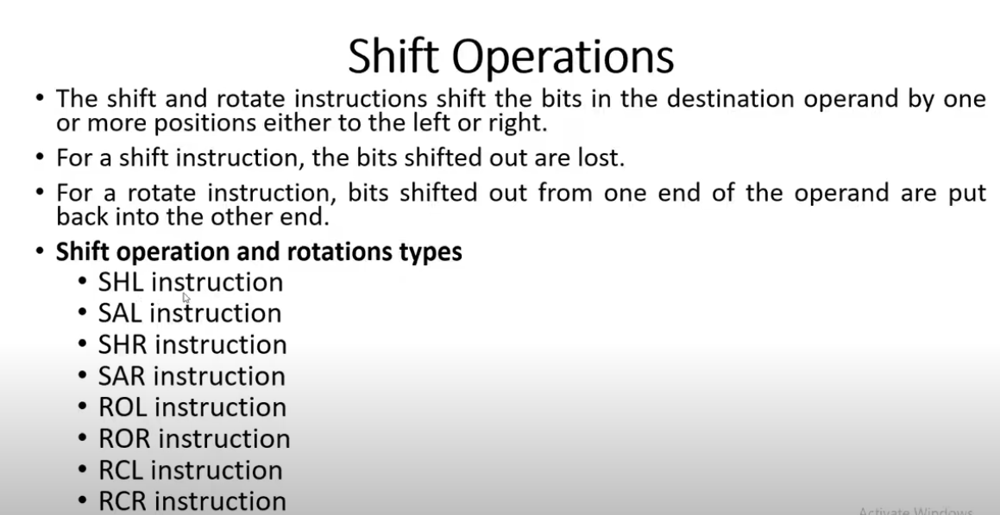 Shift Operations
• The shift and rotate instructions shift the bits in the destination operand by one
or more positions either to the left or right.
• For a shift instruction, the bits shifted out are lost.
• For a rotate instruction, bits shifted out from one end of the operand are put
back into the other end.
• Shift operation and rotations types
• SHL instruction
• SAL instruction
• SHR instruction
• SAR instruction
• ROL instruction
• ROR instruction
• RCL instruction
• RCR instruction
Activate Windows